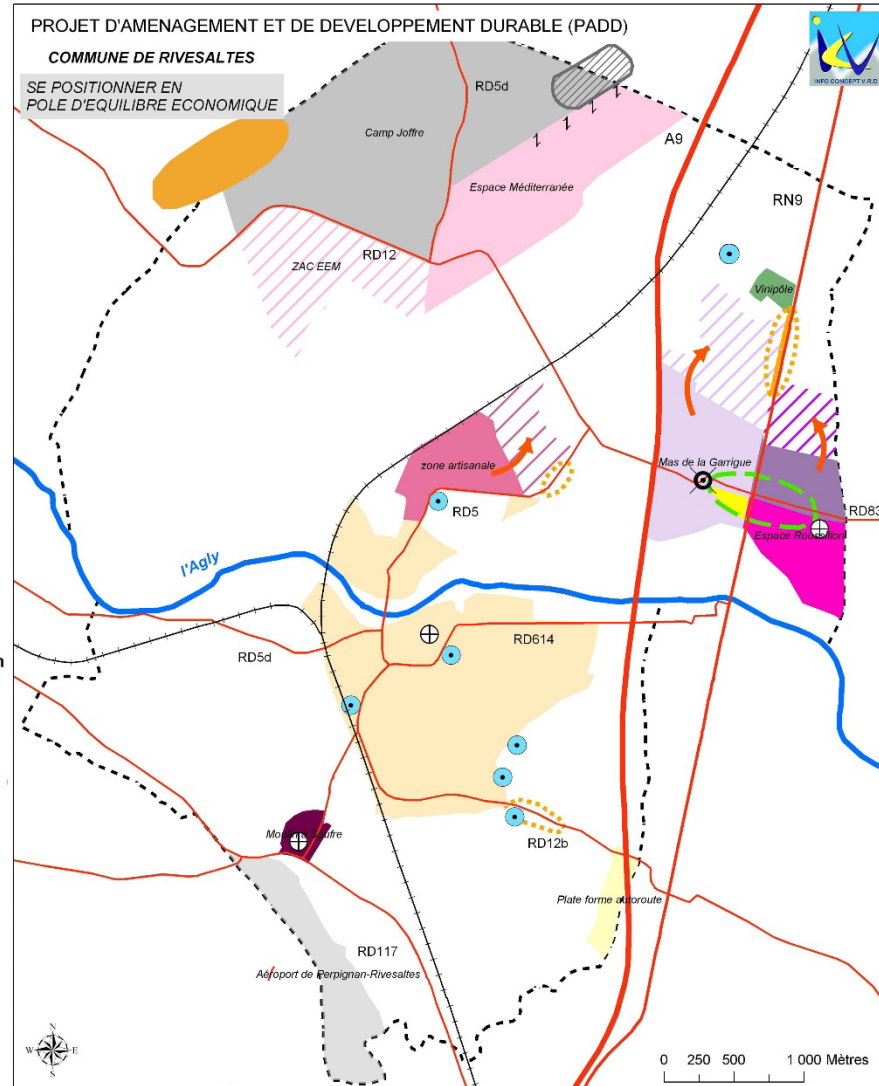 PROJET D'AMENAGEMENT ET DE DEVELOPPEMENT DURABLE (PADD)
COMMUNE DE RIVESALTES
SE POSITIONNER EN
POLE D'EQUILIBRE ECONOMIQUE
INFO CONCEPT V.R.D
RD5d
Camp Joffre
A9
Espace Méditerranée
RN9
RD12
ZAC EEM
Vinipôle
Mas de la Garrigue
zone artisanale
RD5
RD83
Espace Roussillon
l'Agly
RD614
RD5d
n
RD12b
Plate forme autoroute
RD117
Aéroport de Perpignan-Rivesaltes
N
W E
S
0 250 500 1 000 Mètres